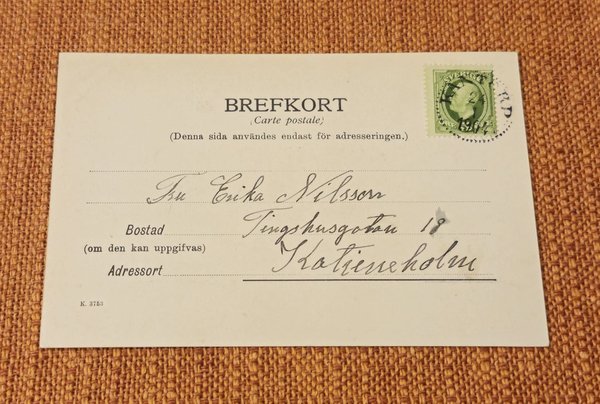 BREFKORT
(Carte postale)
(Denna sida användes endast för adresseringen.)
SVERIGE
Fru Erika Nilsson
Bostad Tingshusgatan 18
(om den kan uppgifvas)
Adressort Katrineholm
K. 3753